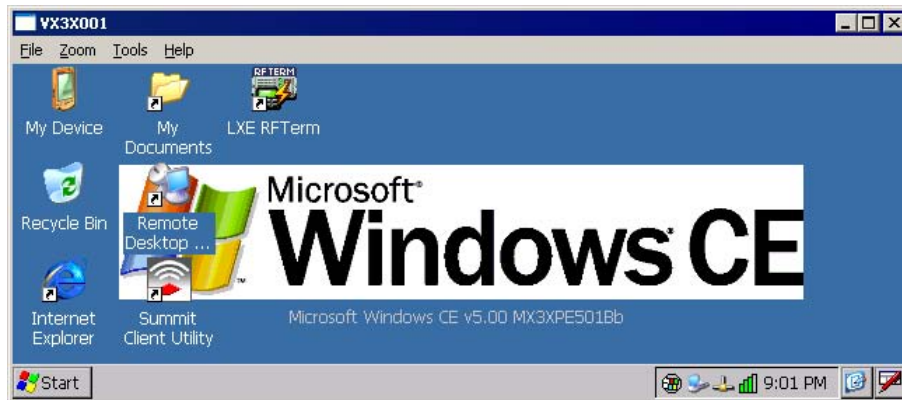 VX3X001
File Zoom Tools Help
My Device
My Documents
LXE RFTerm
RFTERM
Recycle Bin
Remote Desktop ...
Internet Explorer
Summit Client Utility
Microsoft®
Windows CE
Microsoft Windows CE v5.00 MX3XPE501Bb
Start
9:01 PM